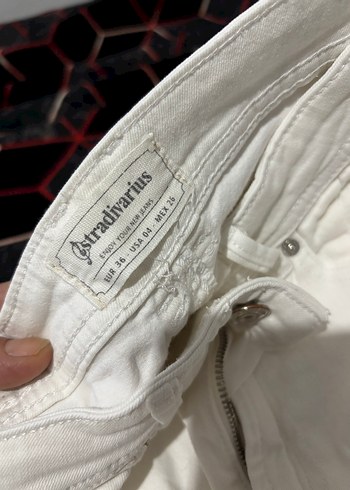 stradivarius
ENJOY YOUR NEW JEANS
EUR 36 - USA 04 - MEX 26